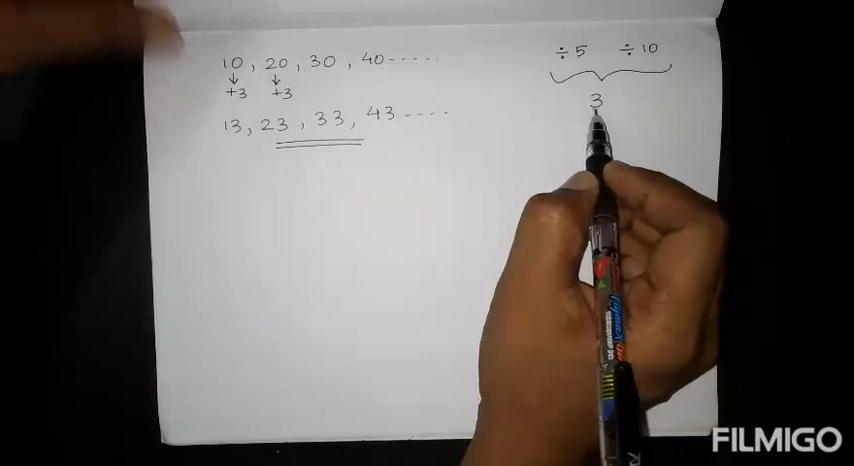 10, 20, 30, 40-----
↓ ↓
+3 +3
13, 23, 33, 43----
÷5 ÷10
3
FILMIGO